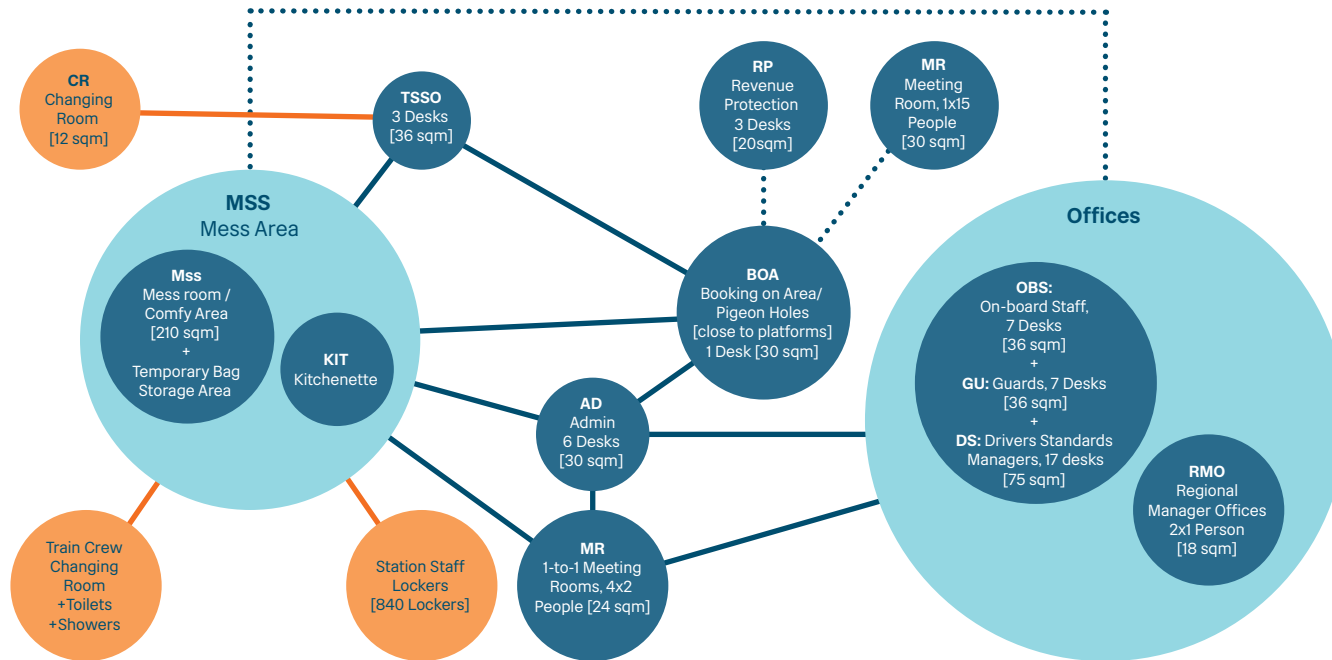 CR
Changing
Room
[12 sqm]
TSSO
3 Desks
[36 sqm]
RP
Revenue
Protection
3 Desks
[20sqm]
MR
Meeting
Room, 1x15
People
[30 sqm]
MSS
Mess Area
Mss
Mess room /
Comfy Area
[210 sqm]
+
Temporary Bag
Storage Area
KIT
Kitchenette
BOA
Booking on Area/
Pigeon Holes
[close to platforms]
1 Desk [30 sqm]
Offices
OBS:
On-board Staff,
7 Desks
[36 sqm]
+
GU: Guards, 7 Desks
[36 sqm]
+
DS: Drivers Standards
Managers, 17 desks
[75 sqm]
RMO
Regional
Manager Offices
2x1 Person
[18 sqm]
AD
Admin
6 Desks
[30 sqm]
Train Crew
Changing
Room
+Toilets
+Showers
Station Staff
Lockers
[840 Lockers]
MR
1-to-1 Meeting
Rooms, 4x2
People [24 sqm]